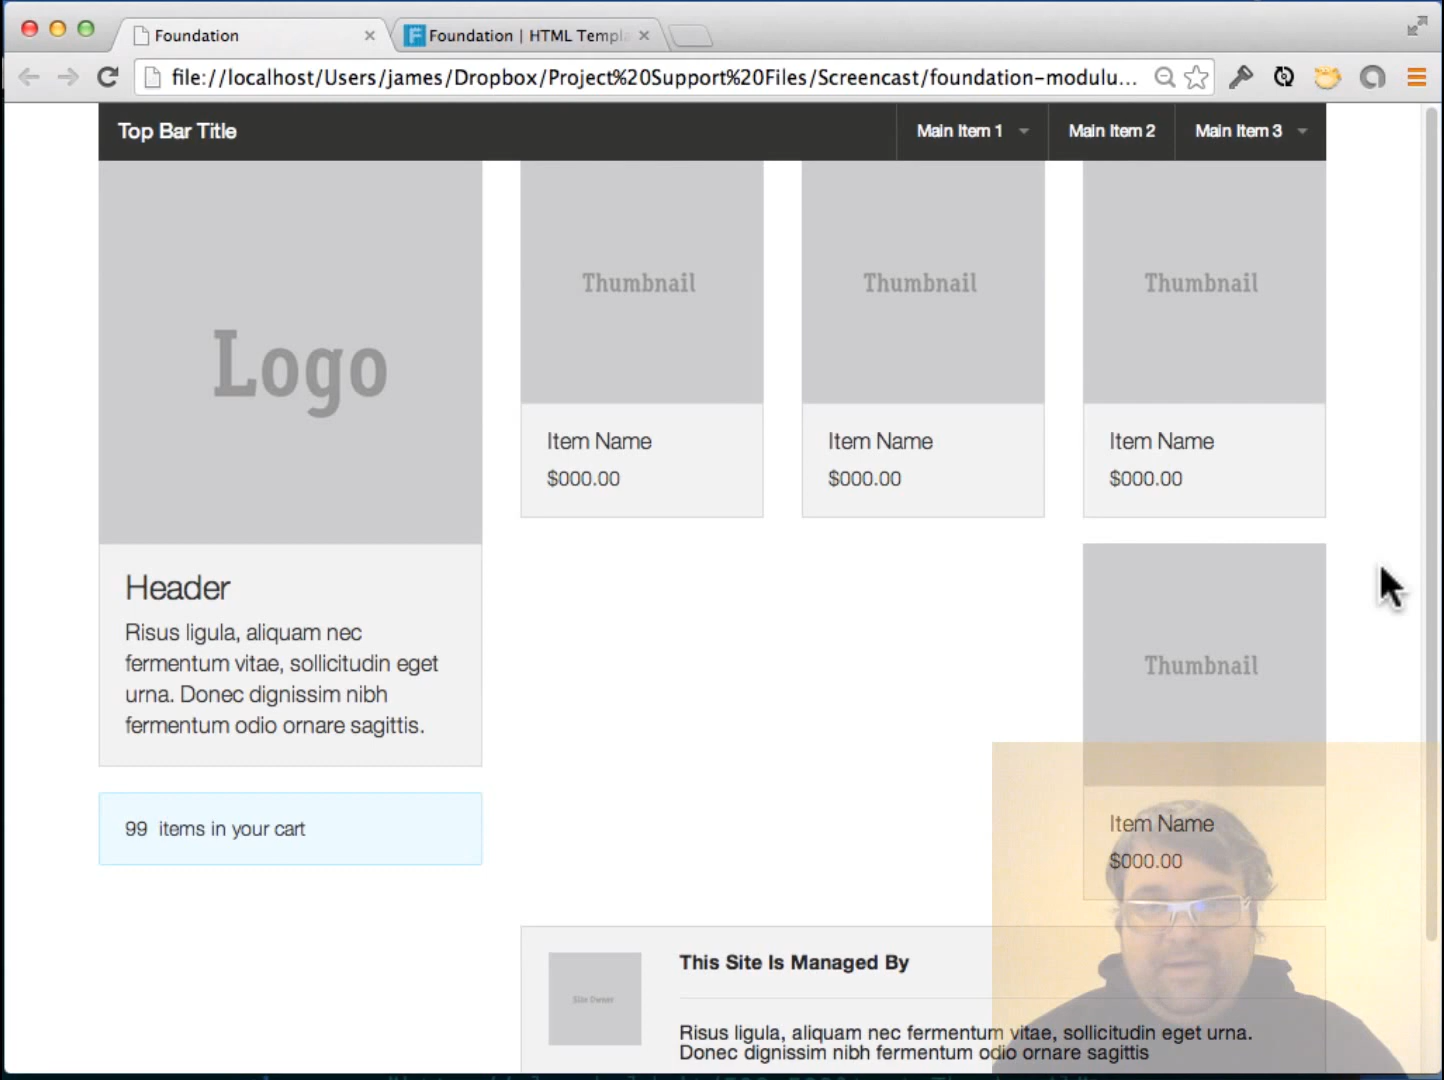 Foundation
Foundation | HTML Templa
file://localhost/Users/james/Dropbox/Project%20Support%20Files/Screencast/foundation-modulu...
Top Bar Title
Main Item 1
Main Item 2
Main Item 3
Logo
Thumbnail
Thumbnail
Thumbnail
Item Name
$000.00
Item Name
$000.00
Item Name
$000.00
Header
Risus ligula, aliquam nec
fermentum vitae, sollicitudin eget
urna. Donec dignissim nibh
fermentum odio ornare sagittis.
Thumbnail
Item Name
$000.00
99 items in your cart
Site Owner
This Site Is Managed By
Risus ligula, aliquam nec fermentum vitae, sollicitudin eget urna.
Donec dignissim nibh fermentum odio ornare sagittis